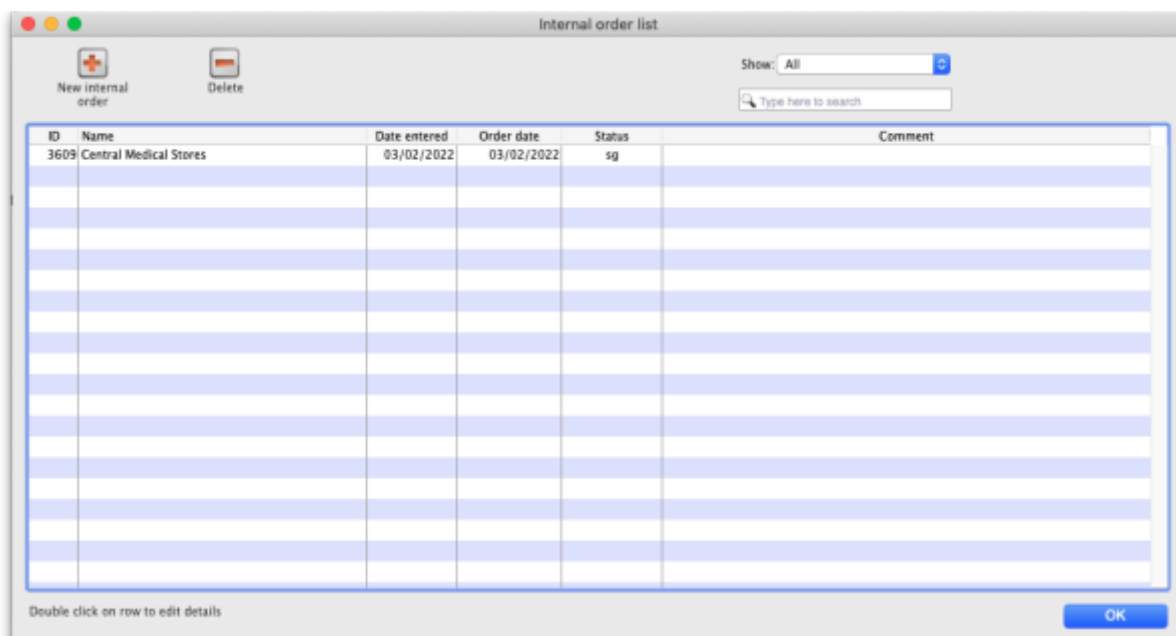 Internal order list
New internal
order
Delete
Show: All
Type here to search
ID Name Date entered Order date Status Comment
3609 Central Medical Stores 03/02/2022 03/02/2022 sg
Double click on row to edit details
OK